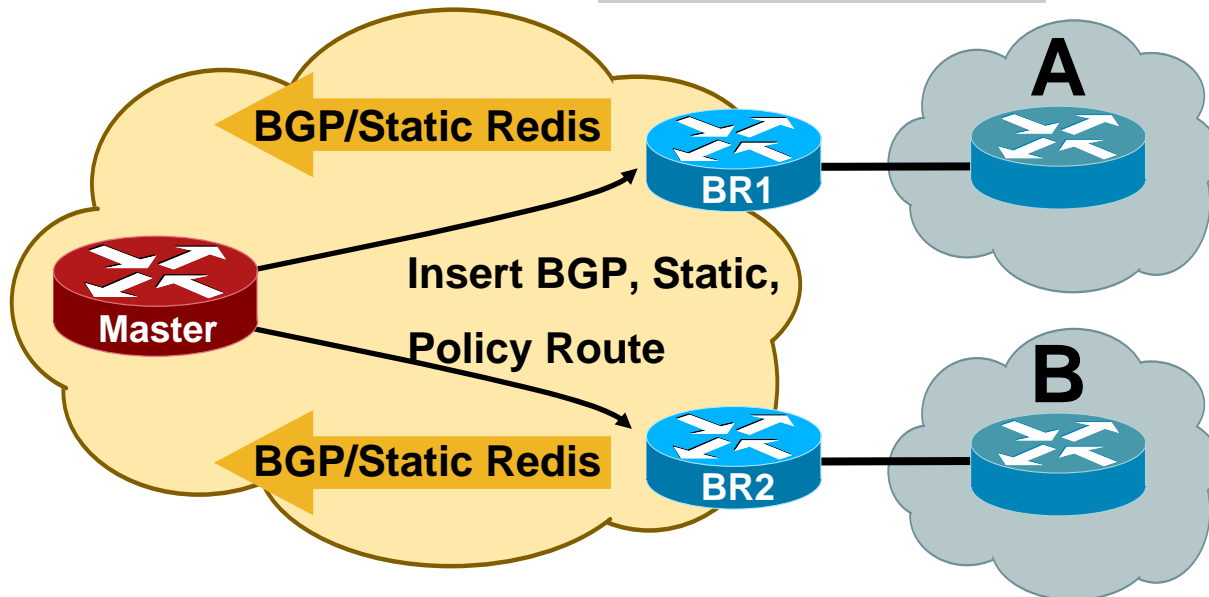 A
BGP/Static Redis
BR1
Insert BGP, Static,
Master
Policy Route
B
BGP/Static Redis
BR2